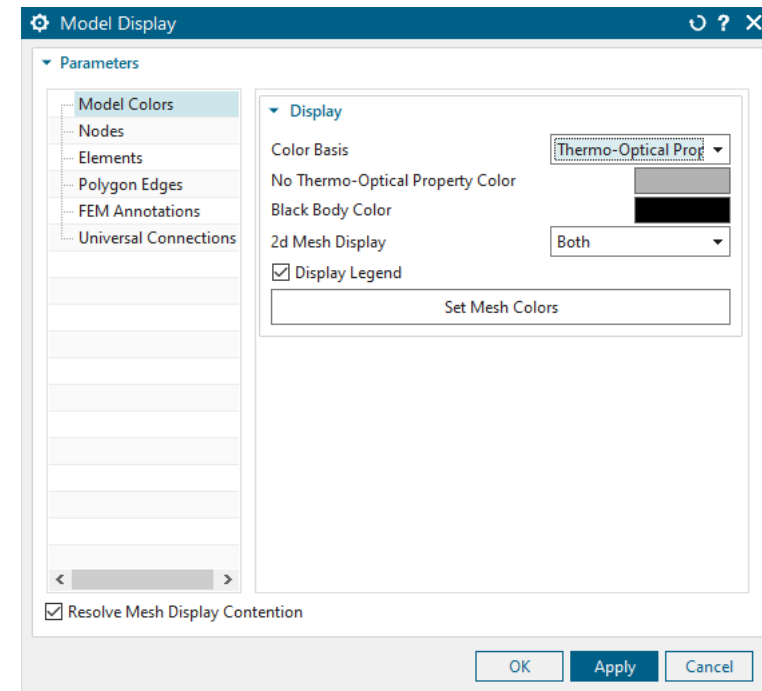 Model Display
Parameters
Model Colors
Nodes
Elements
Polygon Edges
FEM Annotations
Universal Connections
Display
Color Basis
Thermo-Optical Prop
No Thermo-Optical Property Color
Black Body Color
2d Mesh Display
Both
Display Legend
Set Mesh Colors
Resolve Mesh Display Contention
OK
Apply
Cancel